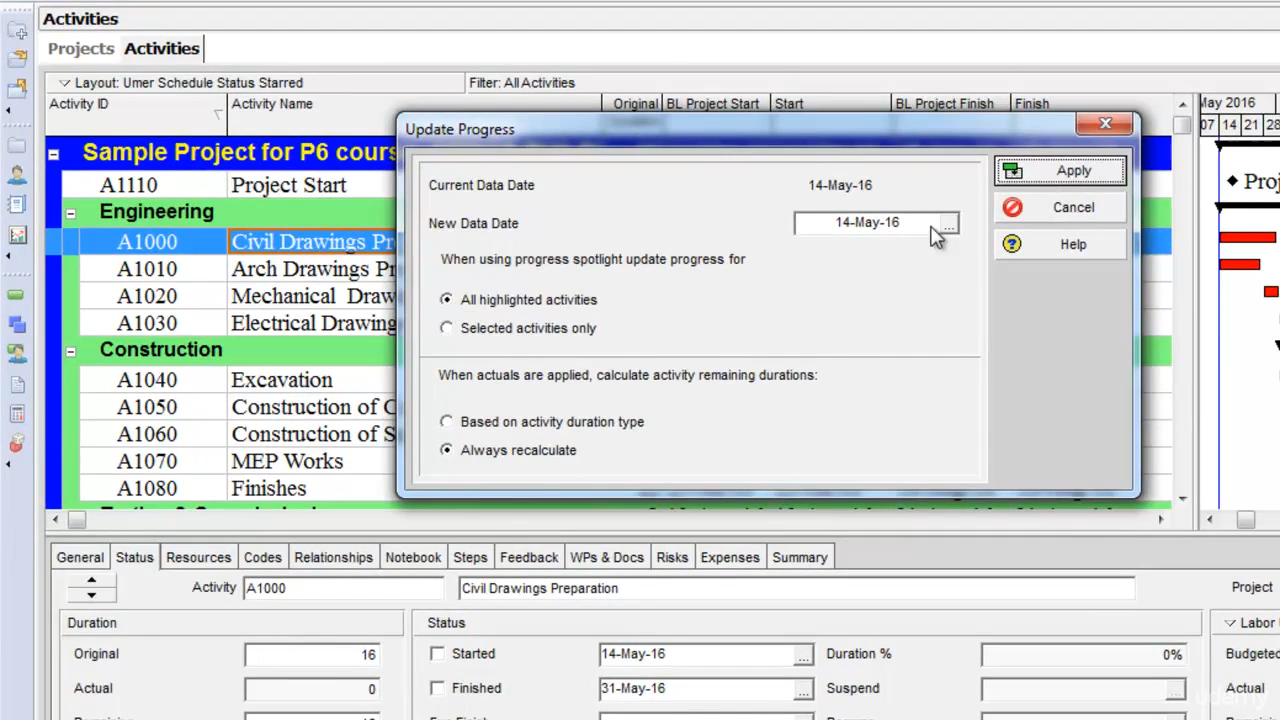 Activities
Projects Activities
Layout: Umer Schedule Status Starred Filter: All Activities
Activity ID Activity Name Original BL Project Start Start BL Project Finish Finish
May 2016
07 14 21 28
Sample Project for P6 cours
A1110 Project Start
Engineering
A1000 Civil Drawings Pr
A1010 Arch Drawings Pr
A1020 Mechanical Draw
A1030 Electrical Drawing
Construction
A1040 Excavation
A1050 Construction of C
A1060 Construction of S
A1070 MEP Works
A1080 Finishes
Proj
Update Progress
Current Data Date 14-May-16
New Data Date 14-May-16 ...
When using progress spotlight update progress for
All highlighted activities
Selected activities only
When actuals are applied, calculate activity remaining durations:
Based on activity duration type
Always recalculate
Apply
Cancel
Help
General Status Resources Codes Relationships Notebook Steps Feedback WPs & Docs Risks Expenses Summary
Activity A1000 Civil Drawings Preparation Project
Duration Status Labor
Original 16 Started 14-May-16 ... Duration % 0% Budgeted
Actual 0 Finished 31-May-16 ... Suspend ... Actual
udemy